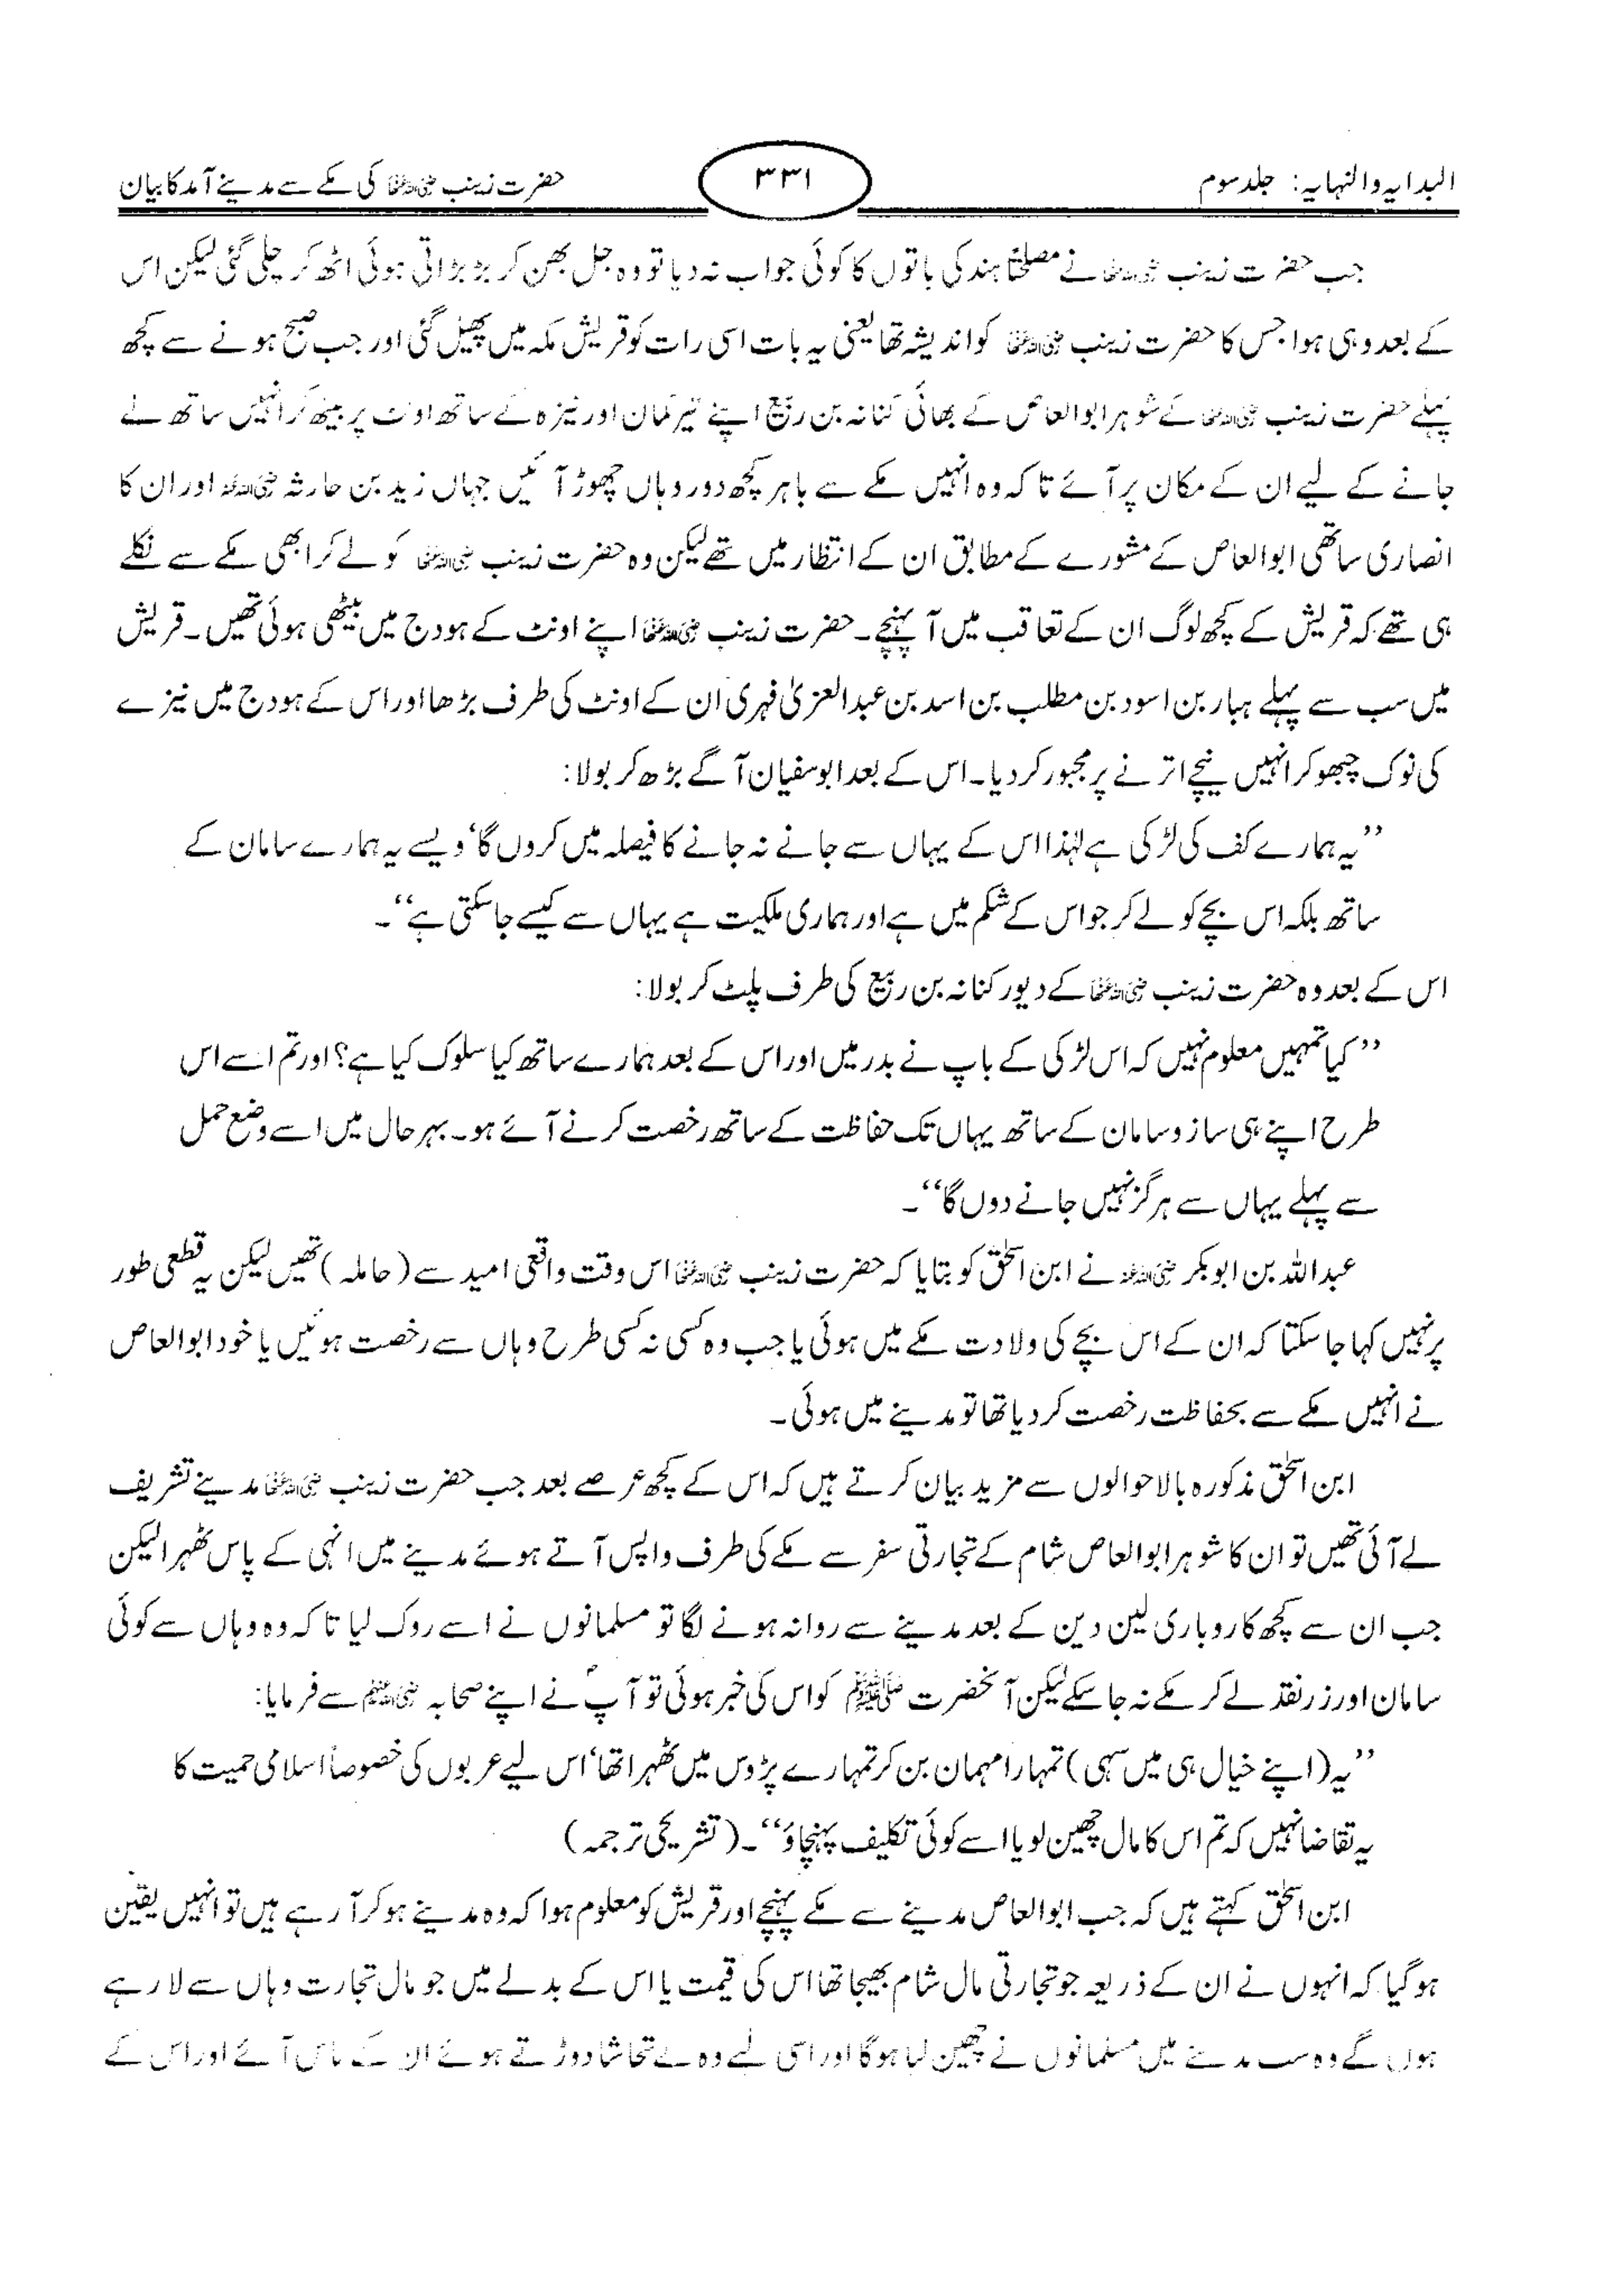 البدایہ والنہایہ: جلد سوم
۳۳۱
حضرت زینب رضی اللہ عنہا کی مکے سے مدینے آمد کا بیان
جب حضرت زینب رضی اللہ عنہا نے مصلحتاً ہند کی باتوں کا کوئی جواب نہ دیا تو وہ جل بھن کر بڑبڑاتی ہوئی اٹھ کر چلی گئی لیکن اس
کے بعد وہی ہوا جس کا حضرت زینب رضی اللہ عنہا کو اندیشہ تھا یعنی یہ بات اسی رات کو قریش مکہ میں پھیل گئی اور جب صبح ہونے سے کچھ
پہلے حضرت زینب رضی اللہ عنہا کے شوہر ابوالعاص کے بھائی کنانہ بن ربیع اپنے تیر کمان اور نیزہ کے ساتھ اونٹ پر بیٹھ کر انہیں ساتھ لے
جانے کے لیے ان کے مکان پر آئے تاکہ وہ انہیں مکے سے باہر کچھ دور وہاں چھوڑ آئیں جہاں زید بن حارثہ رضی اللہ عنہ اور ان کا
انصاری ساتھی ابوالعاص کے مشورے کے مطابق ان کے انتظار میں تھے لیکن وہ حضرت زینب رضی اللہ عنہا کو لے کر ابھی مکے سے نکلے
ہی تھے کہ قریش کے کچھ لوگ ان کے تعاقب میں آ پہنچے۔ حضرت زینب رضی اللہ عنہا اپنے اونٹ کے ہودج میں بیٹھی ہوئی تھیں۔ قریش
میں سب سے پہلے ہبار بن اسود بن مطلب بن اسد بن عبدالعزیٰ فہری ان کے اونٹ کی طرف بڑھا اور اس کے ہودج میں نیزے
کی نوک چبھو کر انہیں نیچے اترنے پر مجبور کر دیا۔ اس کے بعد ابوسفیان آگے بڑھ کر بولا:
’’یہ ہمارے کف کی لڑکی ہے لہٰذا اس کے یہاں سے جانے نہ جانے کا فیصلہ میں کروں گا‘ ویسے یہ ہمارے سامان کے
ساتھ بلکہ اس بچے کو لے کر جو اس کے شکم میں ہے اور ہماری ملکیت ہے یہاں سے کیسے جا سکتی ہے‘‘۔
اس کے بعد وہ حضرت زینب رضی اللہ عنہا کے دیور کنانہ بن ربیع کی طرف پلٹ کر بولا:
’’کیا تمہیں معلوم نہیں کہ اس لڑکی کے باپ نے بدر میں اور اس کے بعد ہمارے ساتھ کیا سلوک کیا ہے؟ اور تم اسے اس
طرح اپنے ہی ساز و سامان کے ساتھ یہاں تک حفاظت کے ساتھ رخصت کرنے آئے ہو۔ بہر حال میں اسے وضع حمل
سے پہلے یہاں سے ہرگز نہیں جانے دوں گا‘‘۔
عبداللہ بن ابوبکر رضی اللہ عنہ نے ابن اسحٰق کو بتایا کہ حضرت زینب رضی اللہ عنہا اس وقت واقعی امید سے (حاملہ) تھیں لیکن یہ قطعی طور
پر نہیں کہا جا سکتا کہ ان کے اس بچے کی ولادت مکے میں ہوئی یا جب وہ کسی نہ کسی طرح وہاں سے رخصت ہوئیں یا خود ابوالعاص
نے انہیں مکے سے بحفاظت رخصت کر دیا تھا تو مدینے میں ہوئی۔
ابن اسحٰق مذکورہ بالا حوالوں سے مزید بیان کرتے ہیں کہ اس کے کچھ عرصے بعد جب حضرت زینب رضی اللہ عنہا مدینے تشریف
لے آئی تھیں تو ان کا شوہر ابوالعاص شام کے تجارتی سفر سے مکے کی طرف واپس آتے ہوئے مدینے میں انہی کے پاس ٹھہرا لیکن
جب ان سے کچھ کاروباری لین دین کے بعد مدینے سے روانہ ہونے لگا تو مسلمانوں نے اسے روک لیا تاکہ وہ وہاں سے کوئی
سامان اور زر نقد لے کر مکے نہ جا سکے لیکن آنحضرت ﷺ کو اس کی خبر ہوئی تو آپؐ نے اپنے صحابہ رضی اللہ عنہم سے فرمایا:
’’یہ (اپنے خیال ہی میں سہی) تمہارا مہمان بن کر تمہارے پڑوس میں ٹھہرا تھا‘ اس لیے عربوں کی خصوصاً اسلامی حمیت کا
یہ تقاضا نہیں کہ تم اس کا مال چھین لو یا اسے کوئی تکلیف پہنچاؤ‘‘۔ (تشریحی ترجمہ)
ابن اسحٰق کہتے ہیں کہ جب ابوالعاص مدینے سے مکے پہنچے اور قریش کو معلوم ہوا کہ وہ مدینے ہو کر آ رہے ہیں تو انہیں یقین
ہو گیا کہ انہوں نے ان کے ذریعہ جو تجارتی مال شام بھیجا تھا اس کی قیمت یا اس کے بدلے میں جو مال تجارت وہاں سے لا رہے
ہوں گے وہ سب مدینے میں مسلمانوں نے چھین لیا ہوگا اور اسی لیے وہ بے تحاشا دوڑتے ہوئے ان کے پاس آئے اور اس کے